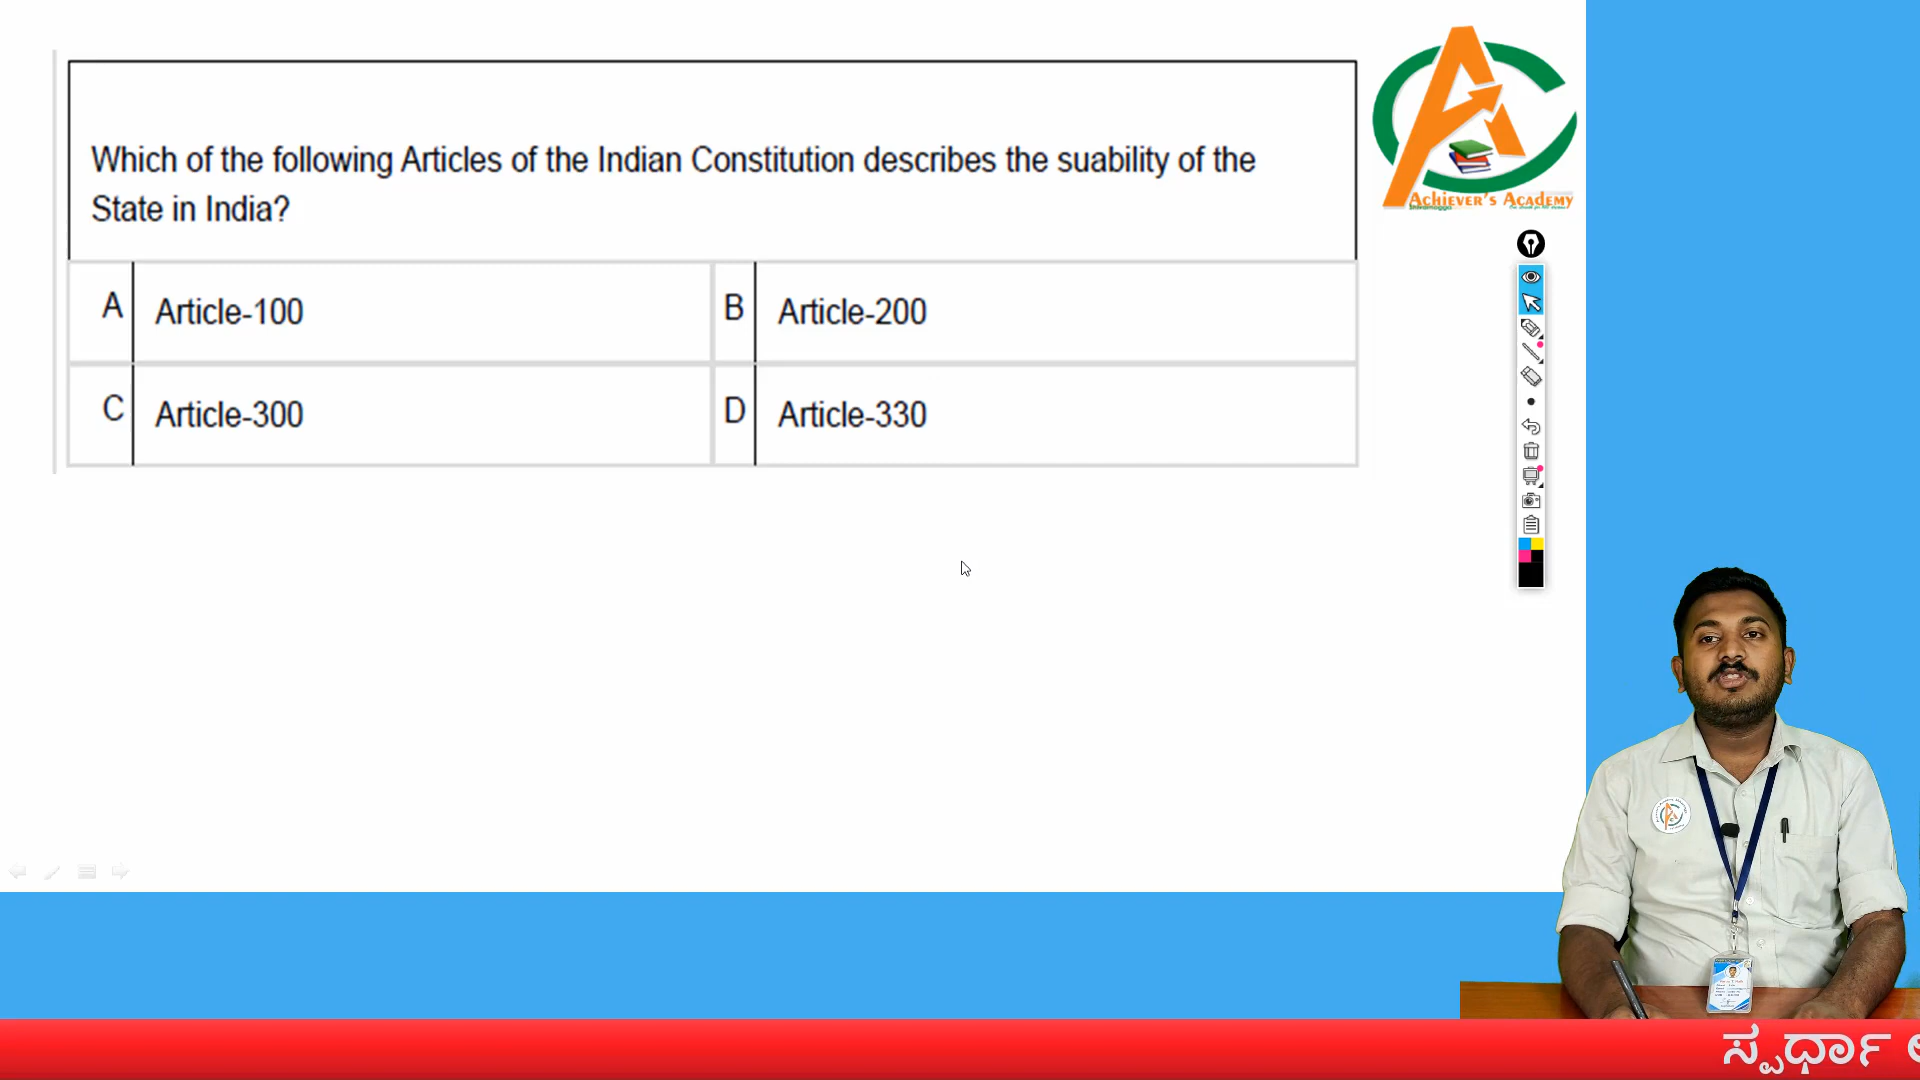 Which of the following Articles of the Indian Constitution describes the suability of the
State in India?
A Article-100 B Article-200
C Article-300 D Article-330
ACHIEVER'S ACADEMY
Shivamogga
ಸ್ಪರ್ಧಾ